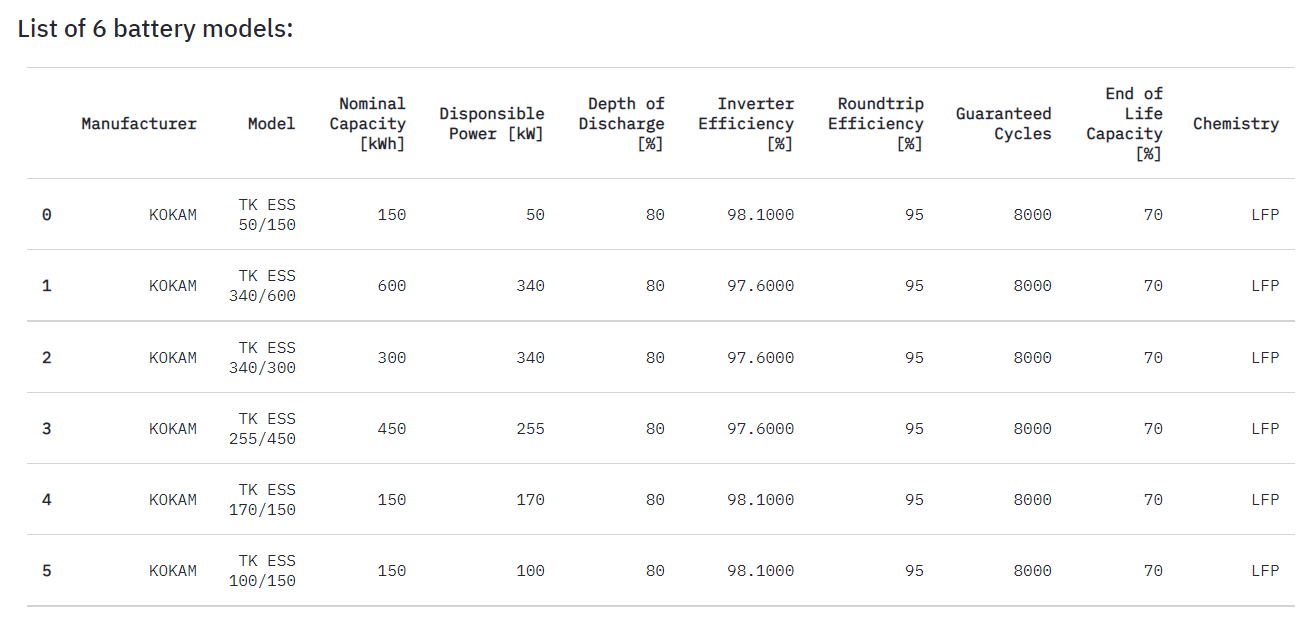 List of 6 battery models:
Manufacturer Model Nominal Capacity [kWh] Disponsible Power [kW] Depth of Discharge [%] Inverter Efficiency [%] Roundtrip Efficiency [%] Guaranteed Cycles End of Life Capacity [%] Chemistry
0 KOKAM TK ESS 50/150 150 50 80 98.1000 95 8000 70 LFP
1 KOKAM TK ESS 340/600 600 340 80 97.6000 95 8000 70 LFP
2 KOKAM TK ESS 340/300 300 340 80 97.6000 95 8000 70 LFP
3 KOKAM TK ESS 255/450 450 255 80 97.6000 95 8000 70 LFP
4 KOKAM TK ESS 170/150 150 170 80 98.1000 95 8000 70 LFP
5 KOKAM TK ESS 100/150 150 100 80 98.1000 95 8000 70 LFP